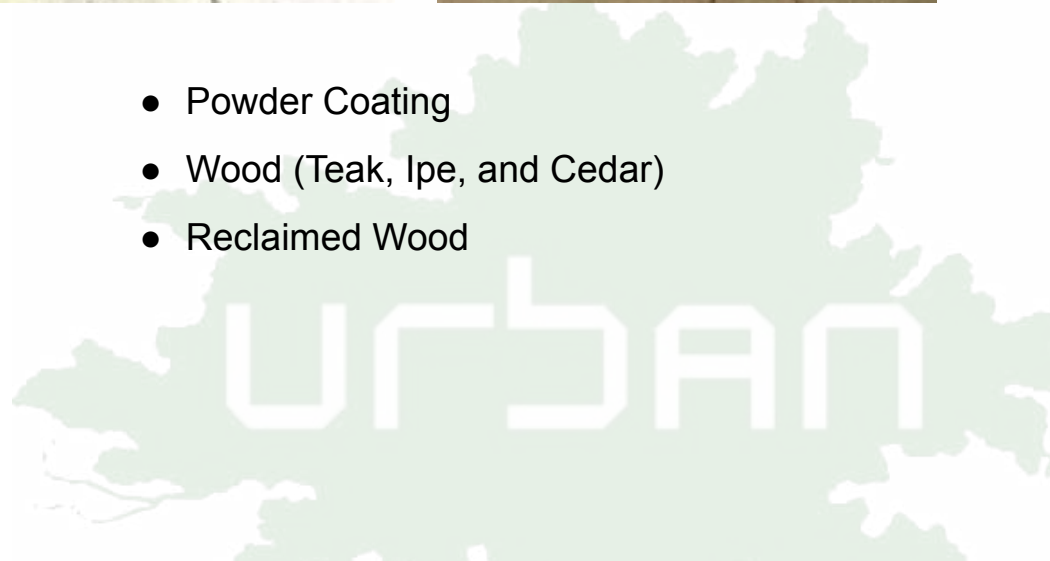 ● Powder Coating
● Wood (Teak, Ipe, and Cedar)
● Reclaimed Wood
urban